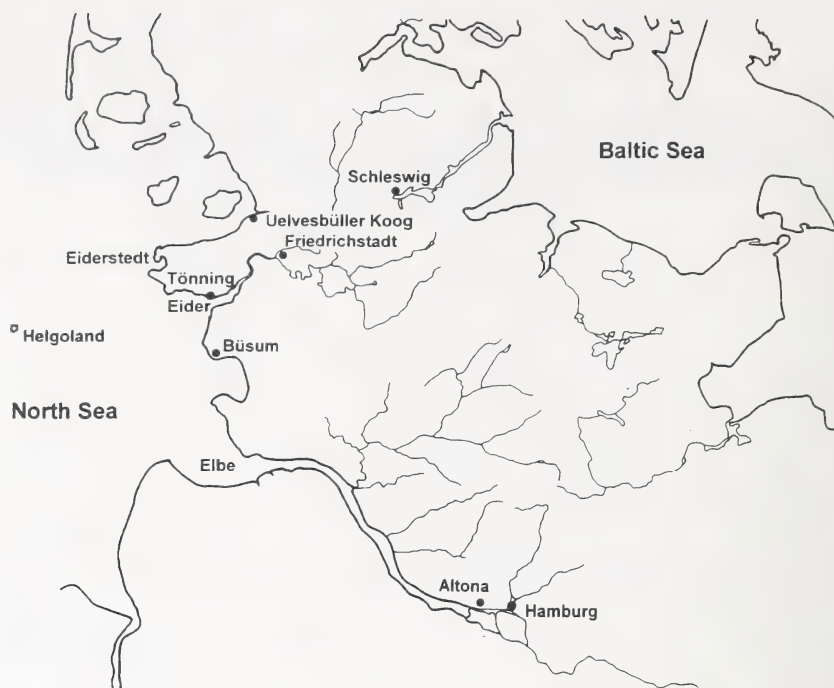 Baltic Sea
Schleswig
Uelvesbüller Koog
Friedrichstadt
Eiderstedt
Tönning
Eider
Helgoland
Büsum
North Sea
Elbe
Altona
Hamburg